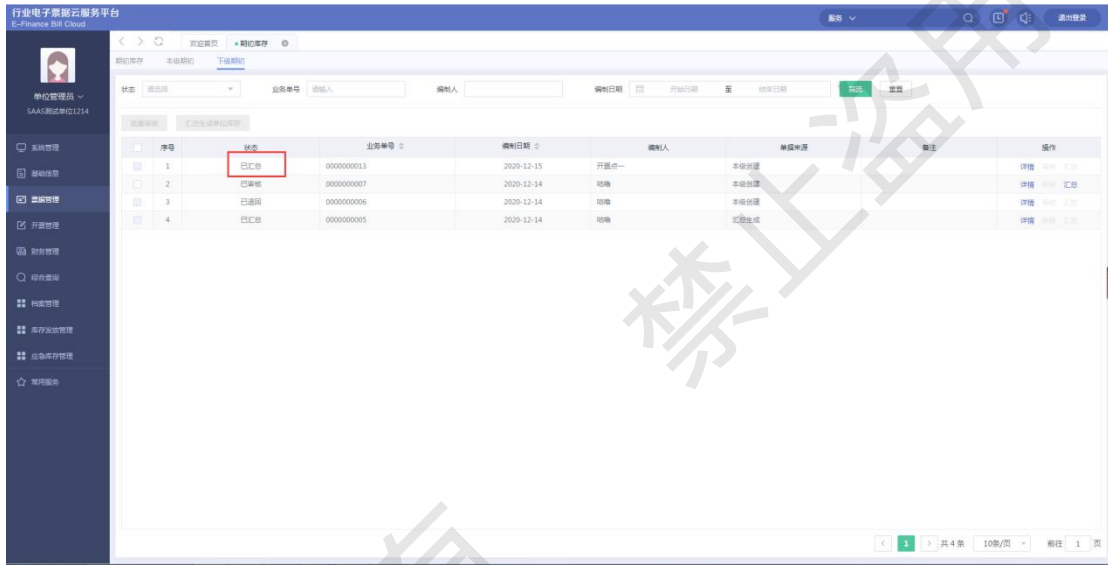 行业电子票据云服务平台
E-Finance Bill Cloud
服务
退出登录
单位管理员
SAAS测试单位1214
系统管理
基础信息
票据管理
开票管理
财务管理
综合查询
档案管理
库存发放管理
应急库存管理
常用服务
欢迎首页 期初库存
期初库存 本级期初 下级期初
状态 请选择 业务单号 请输入 编制人 编制日期 开始日期 至 结束日期 筛选 重置
批量审核 汇总生成单位库存
序号 状态 业务单号 编制日期 编制人 单据来源 备注 操作
1 已汇总 0000000013 2020-12-15 开票点一 本级创建 详情 审核 汇总
2 已审核 0000000007 2020-12-14 咕噜 本级创建 详情 审核 汇总
3 已退回 0000000006 2020-12-14 咕噜 本级创建 详情 审核 汇总
4 已汇总 0000000005 2020-12-14 咕噜 汇总生成 详情 审核 汇总
1 共 4 条 10条/页 前往 1 页
禁止盗用
有